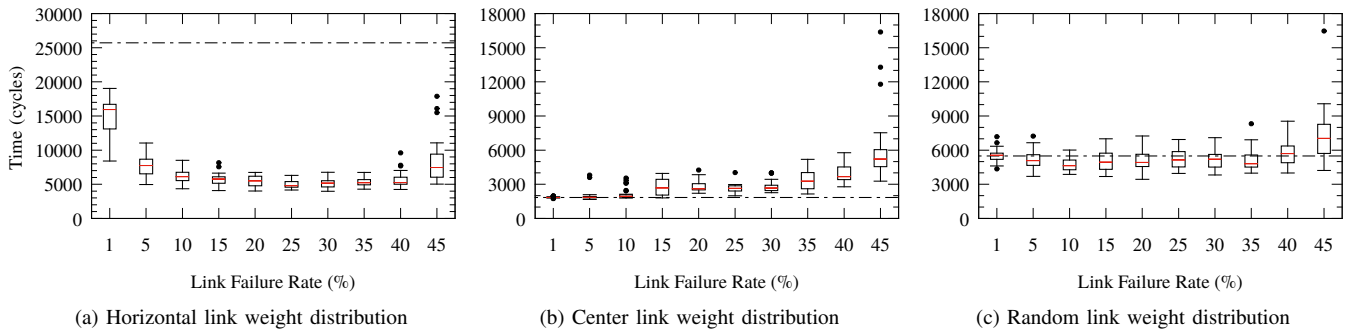 30000
25000
20000
15000
10000
5000
0
Time (cycles)
1 5 10 15 20 25 30 35 40 45
Link Failure Rate (%)
(a) Horizontal link weight distribution
18000
15000
12000
9000
6000
3000
0
1 5 10 15 20 25 30 35 40 45
Link Failure Rate (%)
(b) Center link weight distribution
18000
15000
12000
9000
6000
3000
0
1 5 10 15 20 25 30 35 40 45
Link Failure Rate (%)
(c) Random link weight distribution